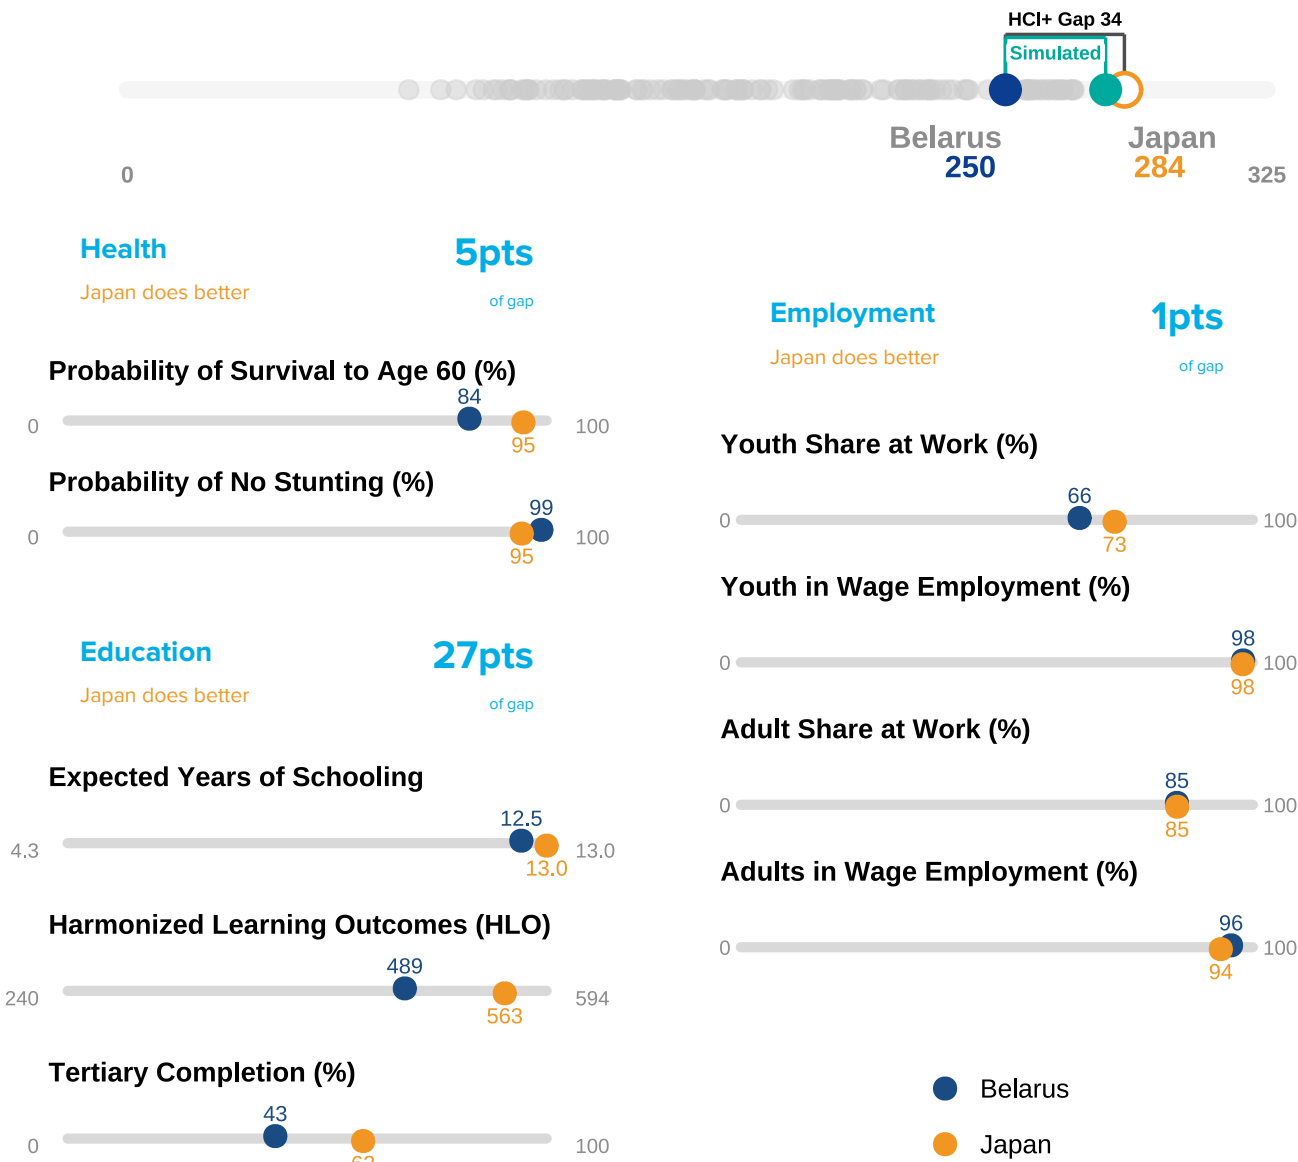 HCI+ Gap 34
Simulated
Belarus
250
Japan
284
0
325
Health
5pts
Japan does better
of gap
Probability of Survival to Age 60 (%)
84
0
100
95
Probability of No Stunting (%)
99
0
100
95
Education
27pts
Japan does better
of gap
Expected Years of Schooling
12.5
4.3
13.0
13.0
Harmonized Learning Outcomes (HLO)
489
240
594
563
Tertiary Completion (%)
43
0
100
Employment
1pts
Japan does better
of gap
Youth Share at Work (%)
66
0
100
73
Youth in Wage Employment (%)
98
0
100
98
Adult Share at Work (%)
85
0
100
85
Adults in Wage Employment (%)
96
0
100
94
Belarus
Japan